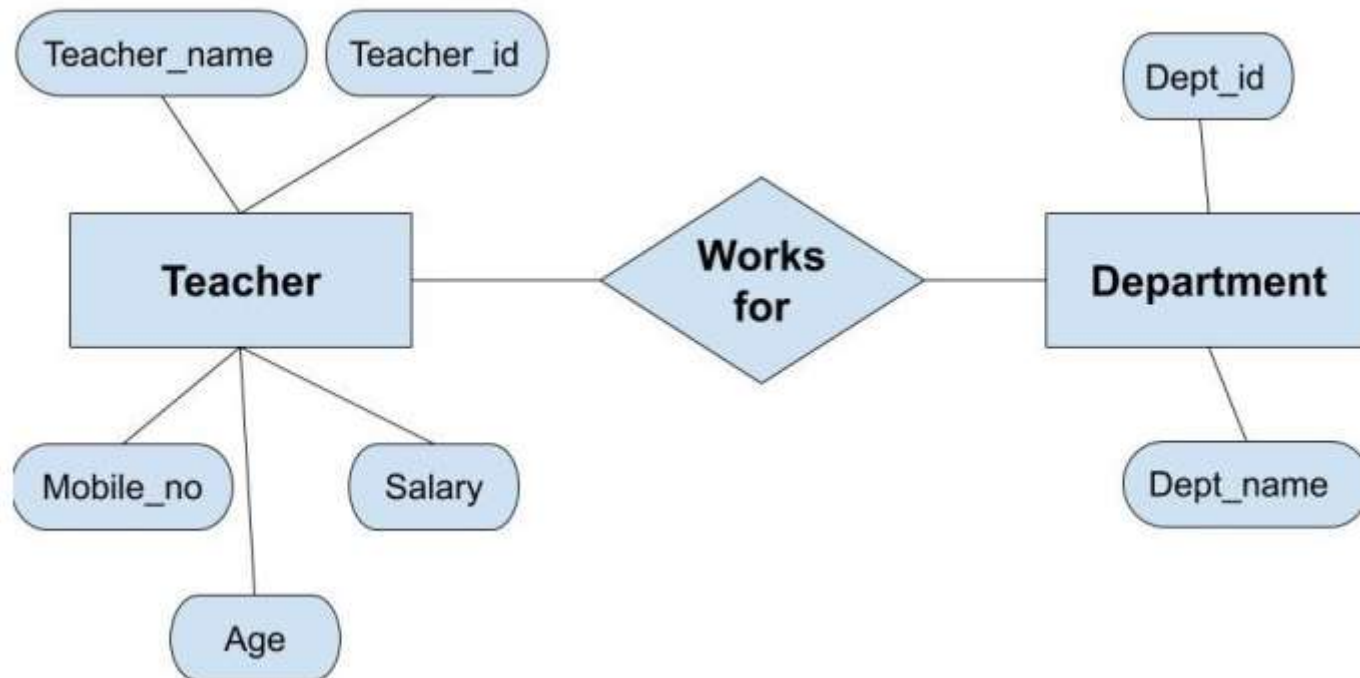 Teacher_name
Teacher_id
Dept_id
Teacher
Works
for
Department
Mobile_no
Salary
Dept_name
Age